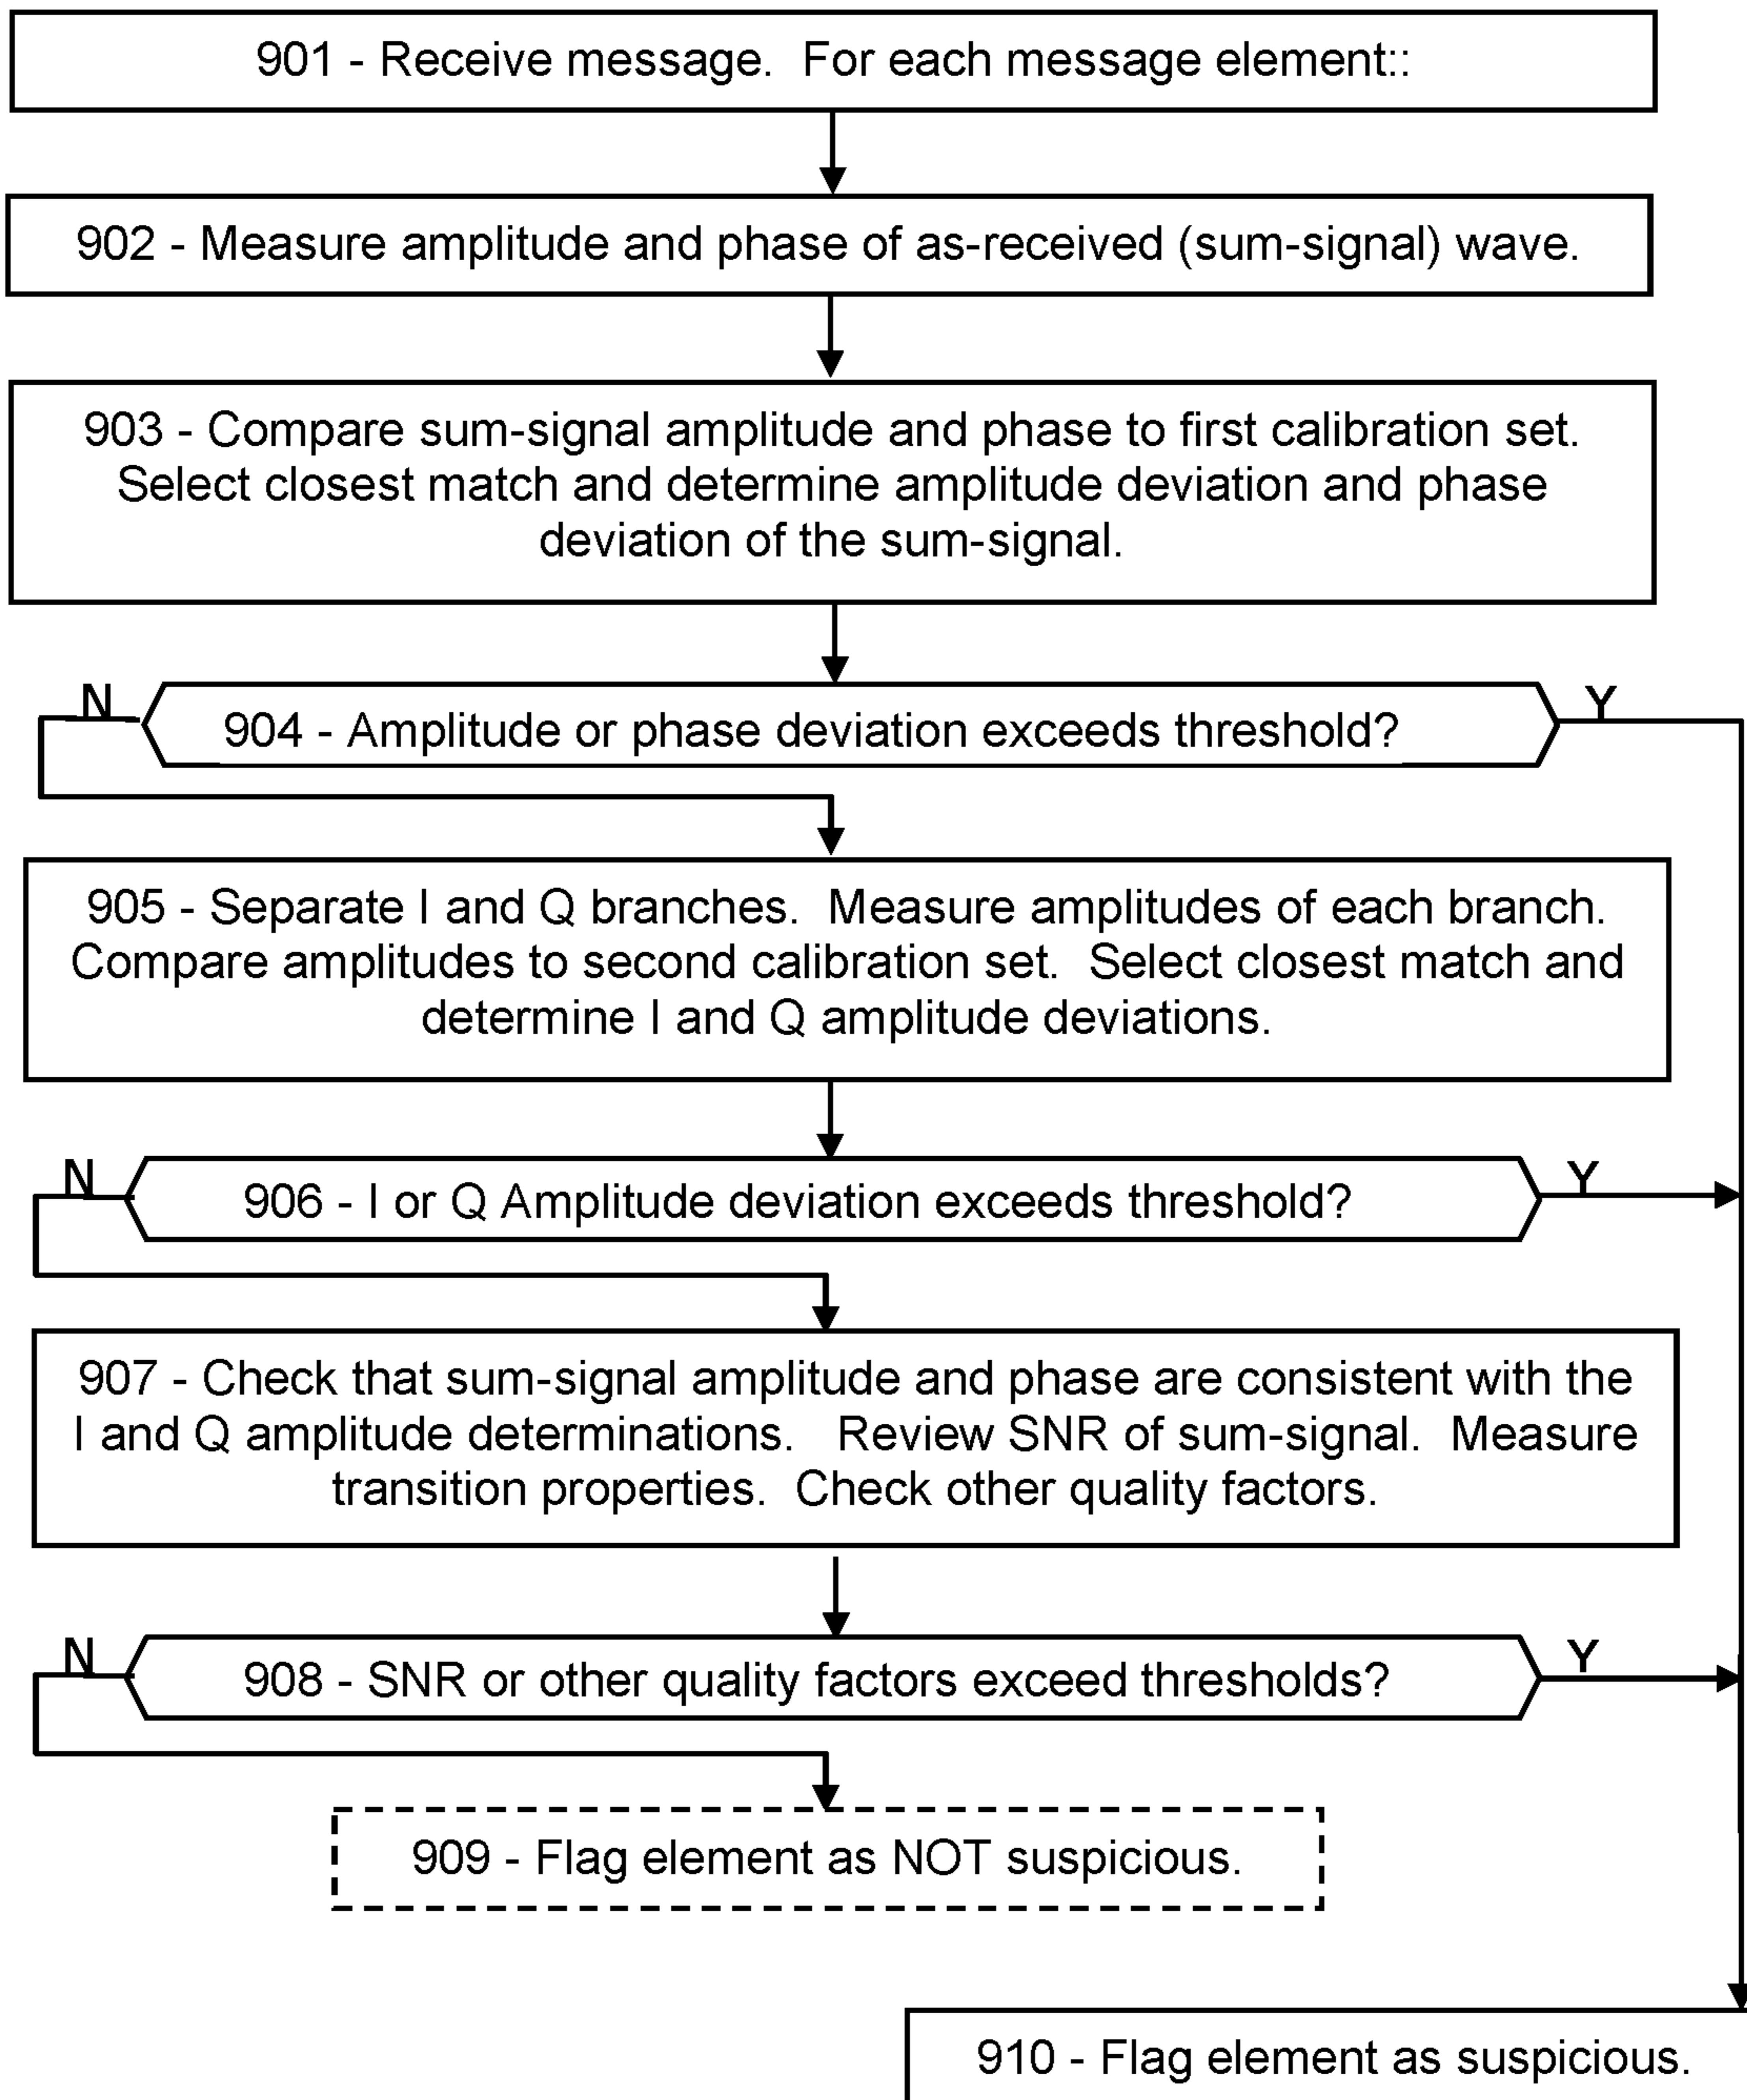 901 - Receive message.  For each message element::
902 - Measure amplitude and phase of as-received (sum-signal) wave.
903 - Compare sum-signal amplitude and phase to first calibration set.
Select closest match and determine amplitude deviation and phase
deviation of the sum-signal.
N
Y
904 - Amplitude or phase deviation exceeds threshold?
905 - Separate I and Q branches.  Measure amplitudes of each branch.
Compare amplitudes to second calibration set.  Select closest match and
determine I and Q amplitude deviations.
N
Y
906 - I or Q Amplitude deviation exceeds threshold?
907 - Check that sum-signal amplitude and phase are consistent with the
I and Q amplitude determinations.   Review SNR of sum-signal.  Measure
transition properties.  Check other quality factors.
N
Y
908 - SNR or other quality factors exceed thresholds?
909 - Flag element as NOT suspicious.
910 - Flag element as suspicious.